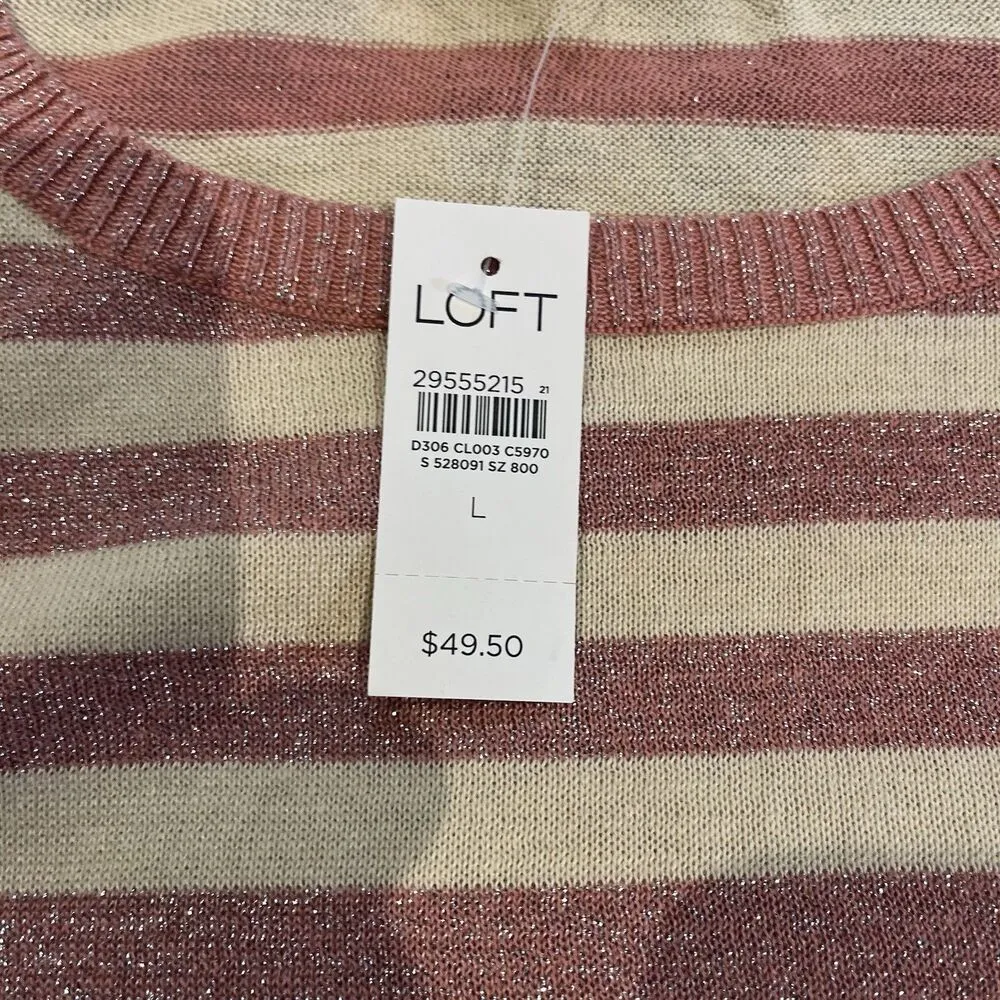 LOFT
29555215 21
D306 CL003 C5970
S 528091 SZ 800
L
$49.50